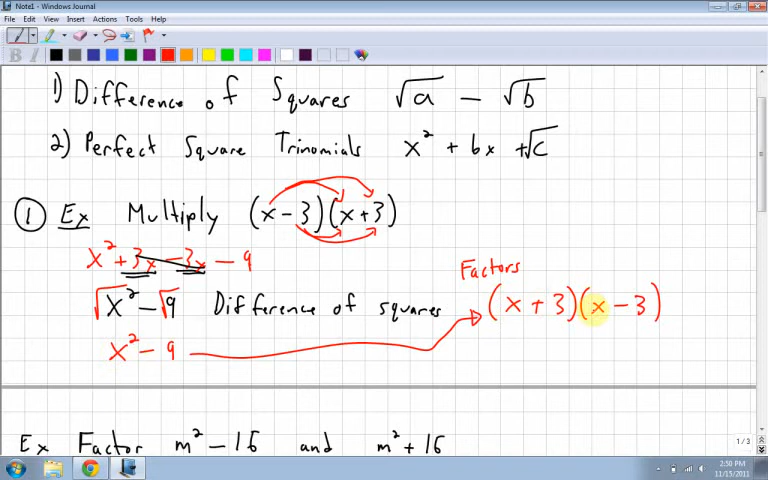 Note1 - Windows Journal
File Edit View Insert Actions Tools Help
B I
1) Difference of Squares √a - √b
2) Perfect Square Trinomials x² + bx + √c
① Ex Multiply (x - 3)(x + 3)
x² + 3x - 3x - 9
Factors
√x² - √9 Difference of squares (x + 3)(x - 3)
x² - 9
1 / 3
Ex Factor m² - 16 and m² + 16
2:50 PM
11/15/2011